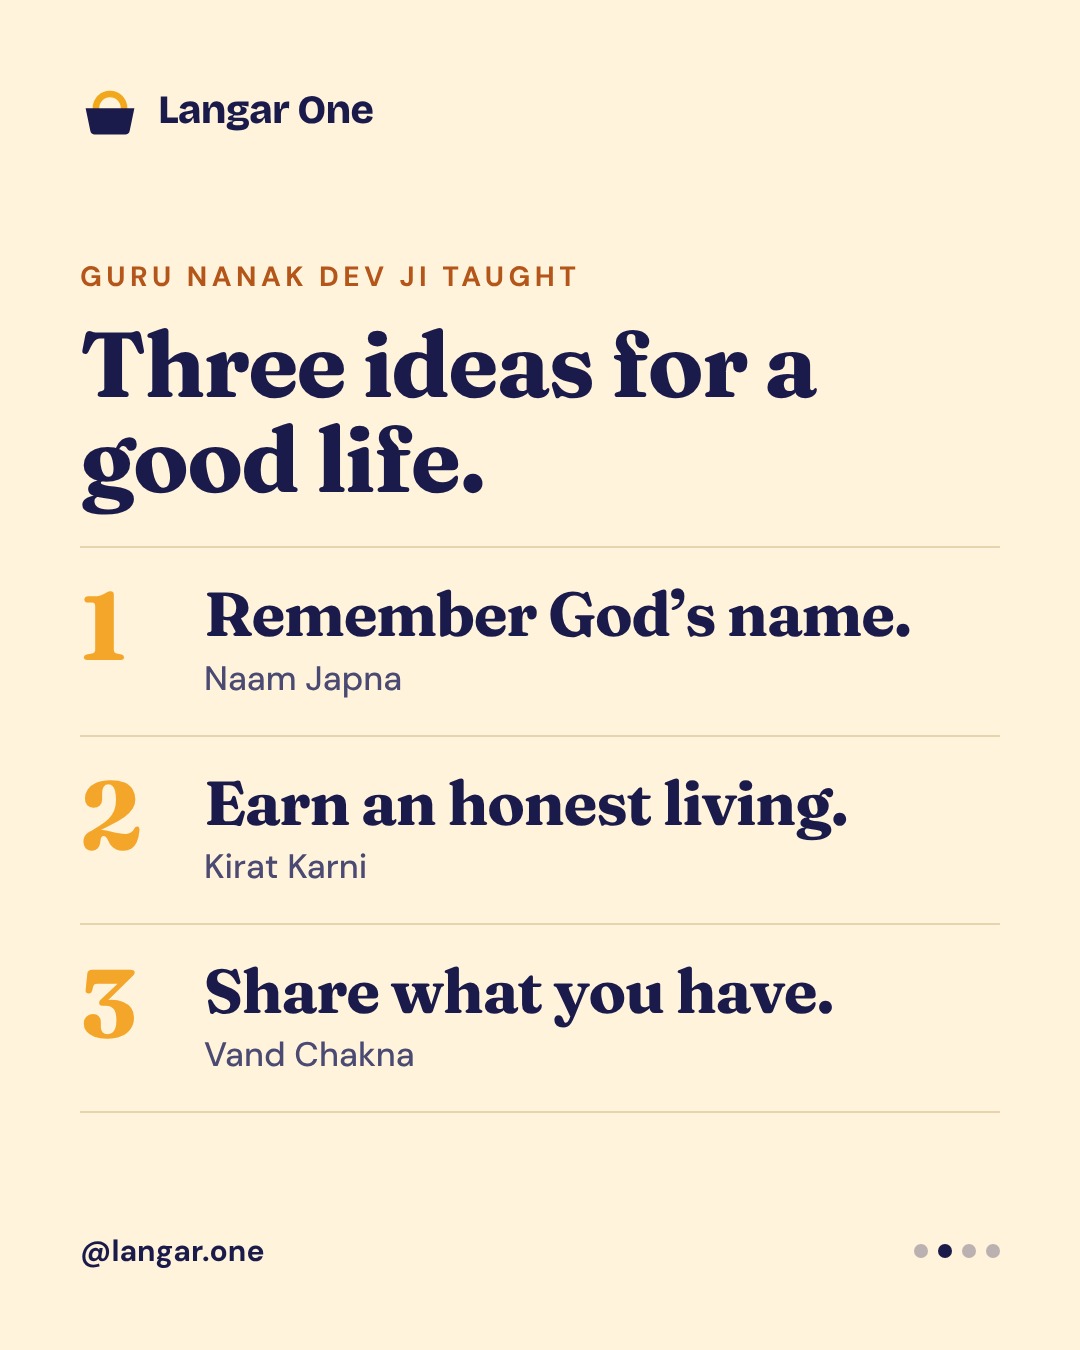 Langar One
GURU NANAK DEV JI TAUGHT
Three ideas for a
good life.
1
Remember God’s name.
Naam Japna
2
Earn an honest living.
Kirat Karni
3
Share what you have.
Vand Chakna
@langar.one